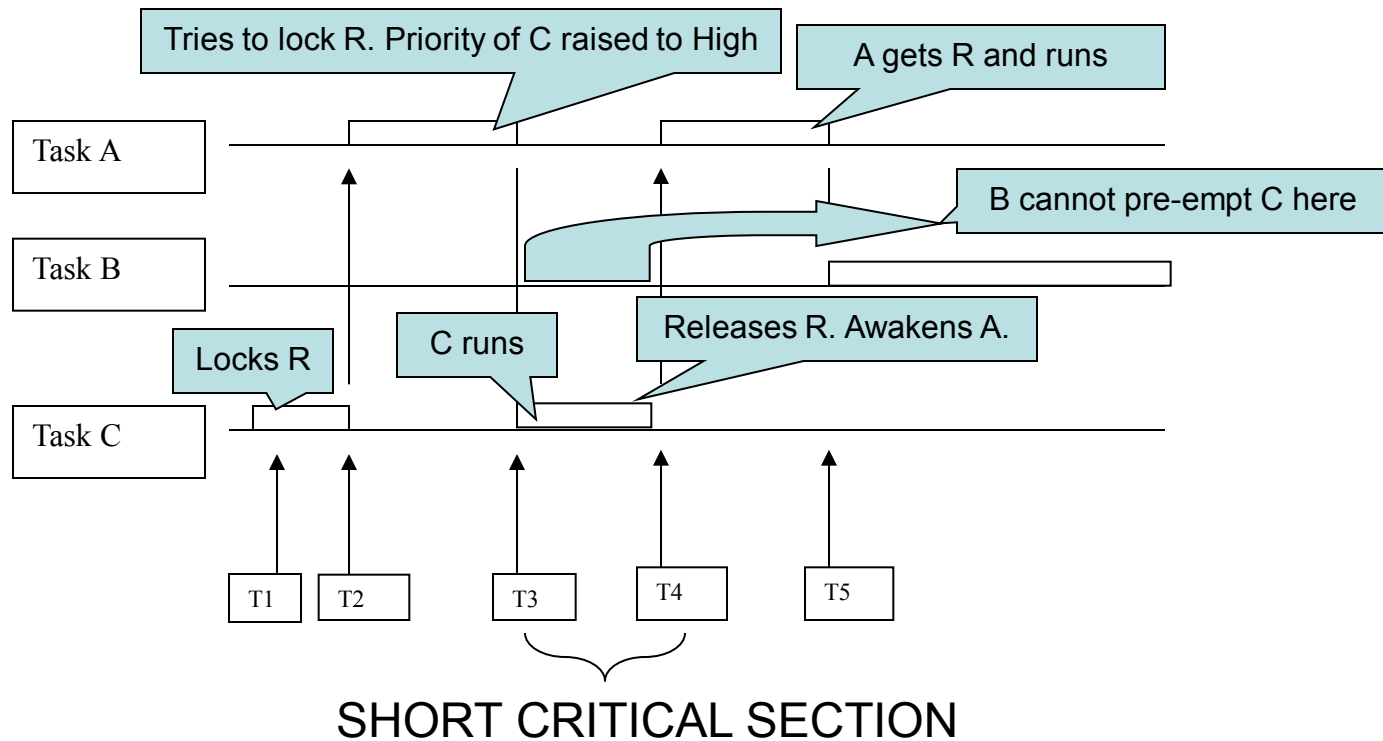 Tries to lock R. Priority of C raised to High
A gets R and runs
Task A
B cannot pre-empt C here
Task B
Releases R. Awakens A.
C runs
Locks R
Task C
T1
T2
T3
T4
T5
SHORT CRITICAL SECTION